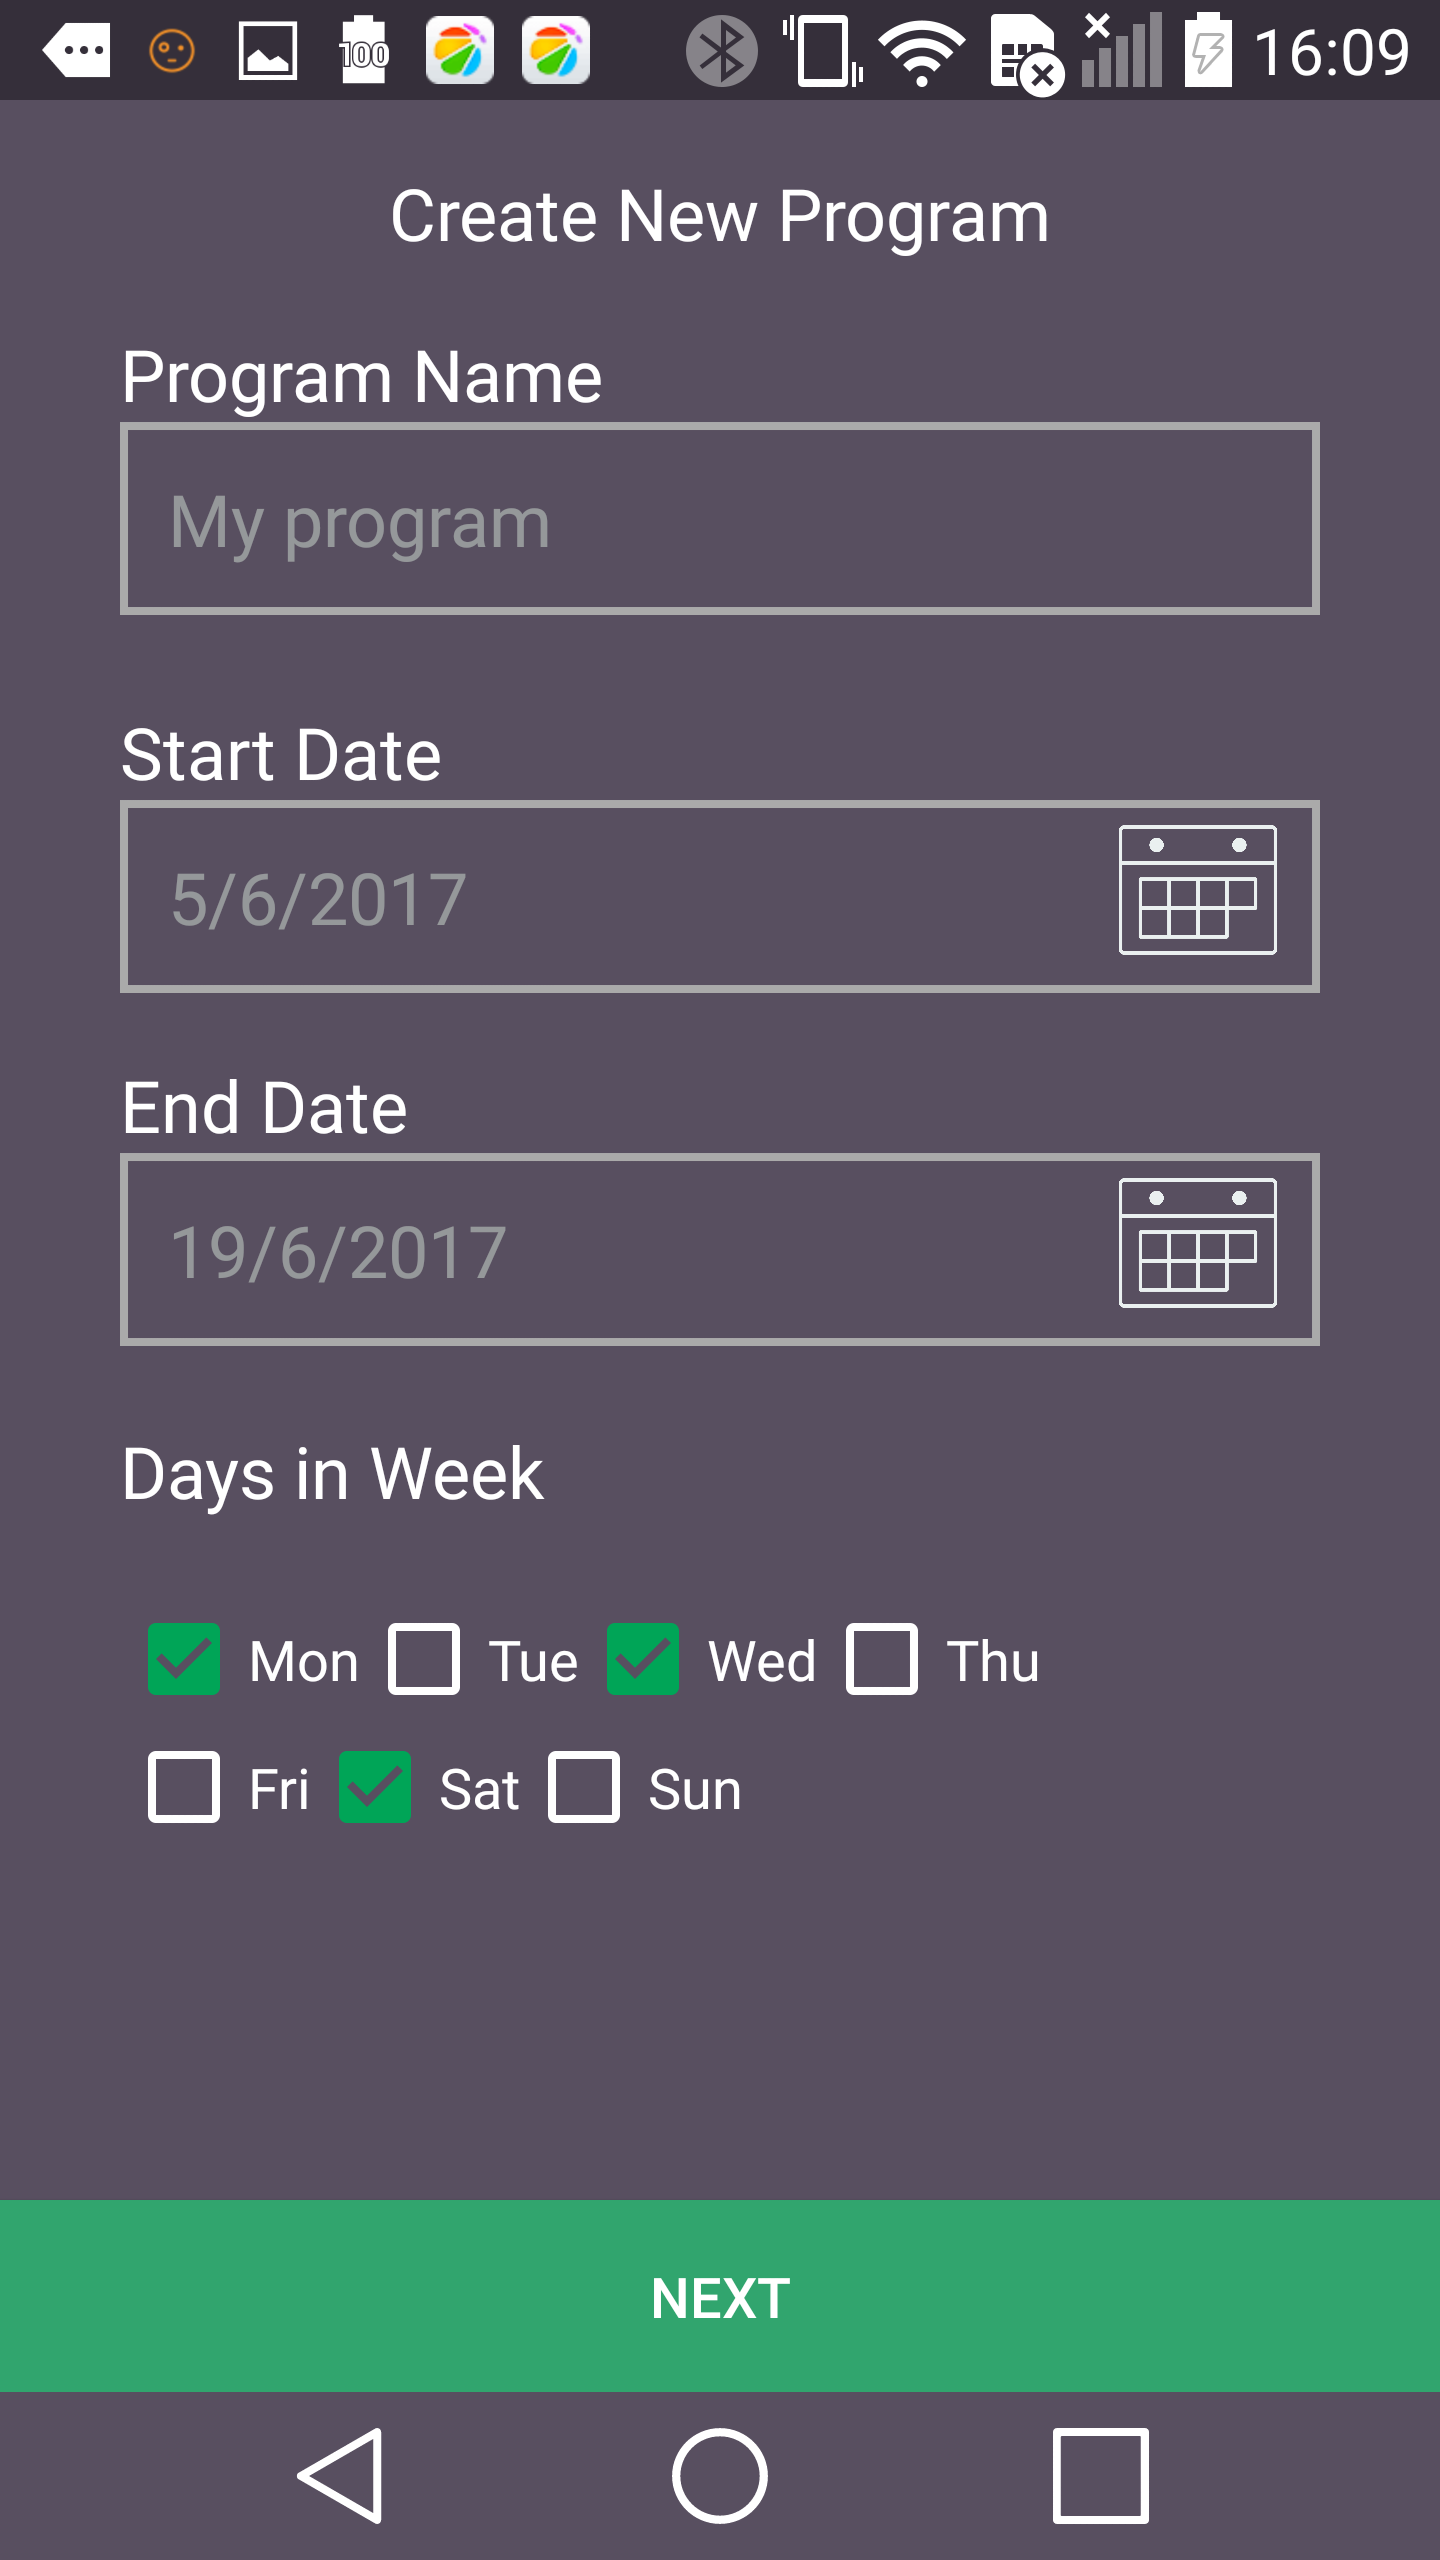 100 16:09
Create New Program
Program Name
My program
Start Date
5/6/2017
End Date
19/6/2017
Days in Week
Mon Tue Wed Thu
Fri Sat Sun
NEXT